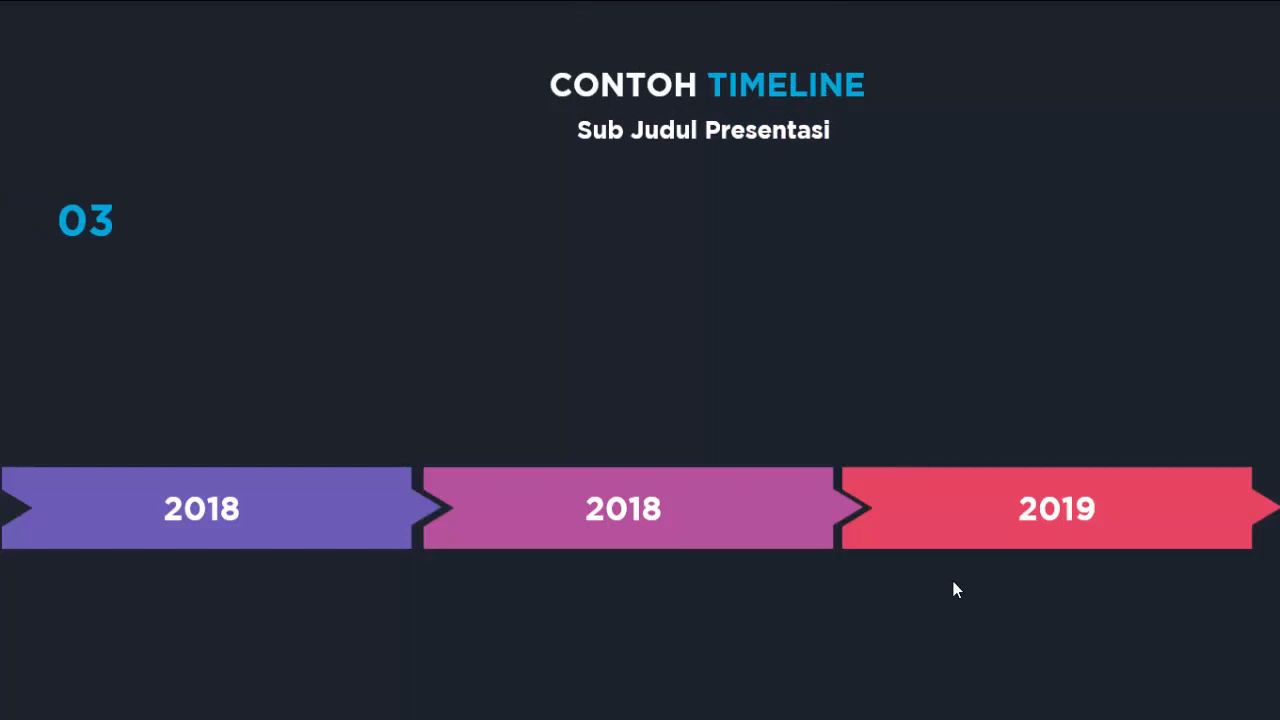 CONTOH TIMELINE
Sub Judul Presentasi
03
2018
2018
2019